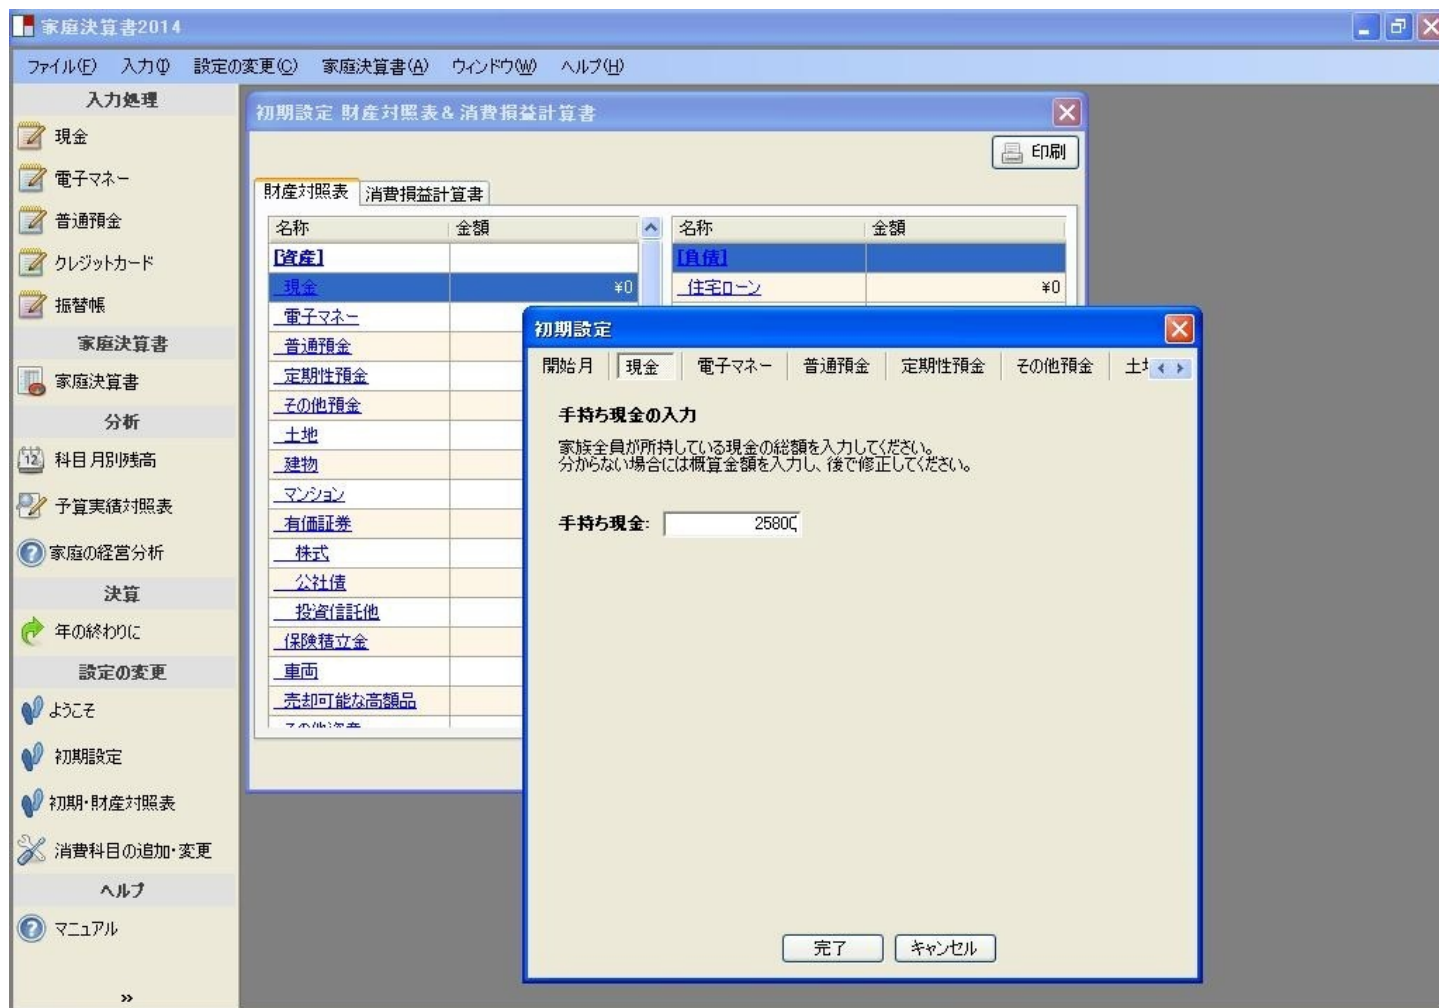 家庭決算書2014
ファイル(F) 入力(I) 設定の変更(C) 家庭決算書(A) ウィンドウ(W) ヘルプ(H)
入力処理
現金
電子マネー
普通預金
クレジットカード
振替帳
家庭決算書
家庭決算書
分析
科目月別残高
予算実績対照表
家庭の経営分析
決算
年の終わりに
設定の変更
ようこそ
初期設定
初期・財産対照表
消費科目の追加・変更
ヘルプ
マニュアル
»
初期設定 財産対照表&消費損益計算書
印刷
財産対照表 消費損益計算書
名称 金額
[資産]
現金 ¥0
電子マネー
普通預金
定期性預金
その他預金
土地
建物
マンション
有価証券
株式
公社債
投資信託他
保険積立金
車両
売却可能な高額品
その他資産
名称 金額
[負債]
住宅ローン ¥0
初期設定
開始月 現金 電子マネー 普通預金 定期性預金 その他預金
手持ち現金の入力
家族全員が所持している現金の総額を入力してください。
分からない場合には概算金額を入力し、後で修正してください。
手持ち現金: 25800
完了 キャンセル